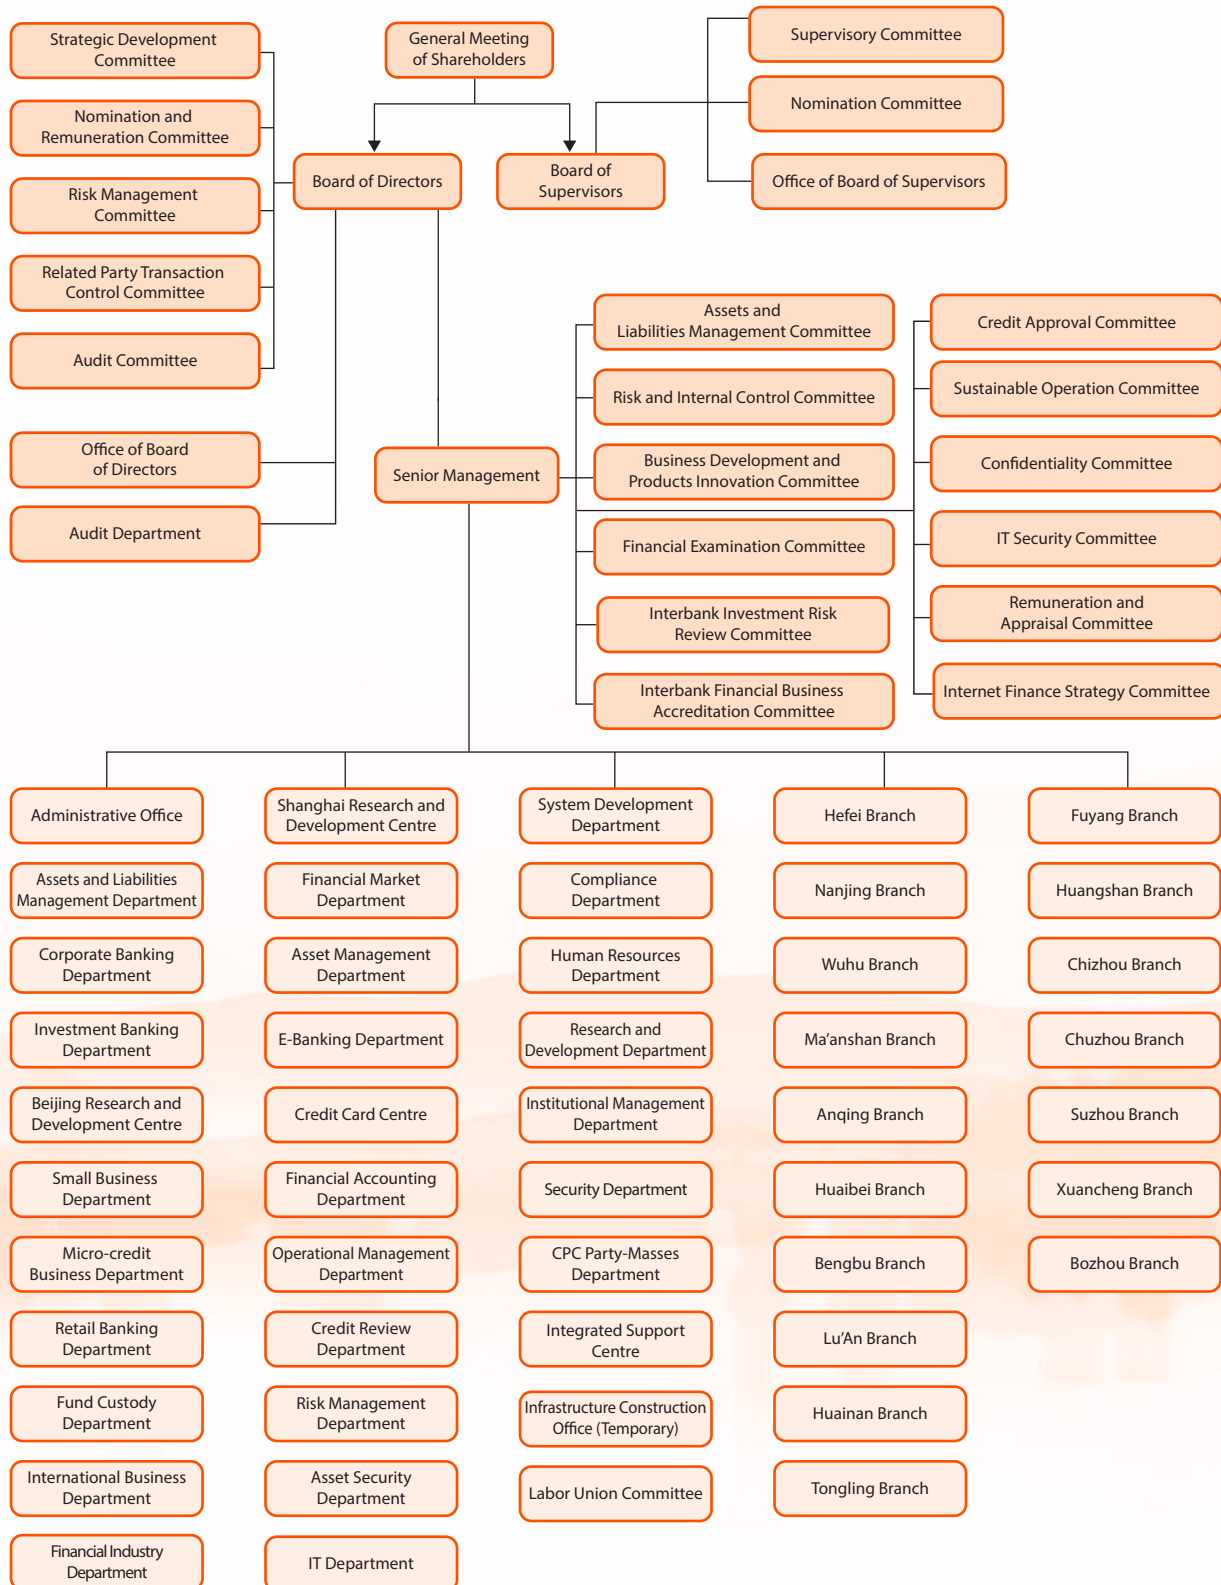 Strategic Development
Committee
Nomination and
Remuneration Committee
Risk Management
Committee
Related Party Transaction
Control Committee
Audit Committee
Office of Board
of Directors
Audit Department
General Meeting
of Shareholders
Board of Directors
Board of
Supervisors
Supervisory Committee
Nomination Committee
Office of Board of Supervisors
Senior Management
Assets and
Liabilities Management Committee
Risk and Internal Control Committee
Business Development and
Products Innovation Committee
Financial Examination Committee
Interbank Investment Risk
Review Committee
Interbank Financial Business
Accreditation Committee
Credit Approval Committee
Sustainable Operation Committee
Confidentiality Committee
IT Security Committee
Remuneration and
Appraisal Committee
Internet Finance Strategy Committee
Administrative Office
Assets and Liabilities
Management Department
Corporate Banking
Department
Investment Banking
Department
Beijing Research and
Development Centre
Small Business
Department
Micro-credit
Business Department
Retail Banking
Department
Fund Custody
Department
International Business
Department
Financial Industry
Department
Shanghai Research and
Development Centre
Financial Market
Department
Asset Management
Department
E-Banking Department
Credit Card Centre
Financial Accounting
Department
Operational Management
Department
Credit Review
Department
Risk Management
Department
Asset Security
Department
IT Department
System Development
Department
Compliance
Department
Human Resources
Department
Research and
Development Department
Institutional Management
Department
Security Department
CPC Party-Masses
Department
Integrated Support
Centre
Infrastructure Construction
Office (Temporary)
Labor Union Committee
Hefei Branch
Nanjing Branch
Wuhu Branch
Ma'anshan Branch
Anqing Branch
Huaibei Branch
Bengbu Branch
Lu'An Branch
Huainan Branch
Tongling Branch
Fuyang Branch
Huangshan Branch
Chizhou Branch
Chuzhou Branch
Suzhou Branch
Xuancheng Branch
Bozhou Branch